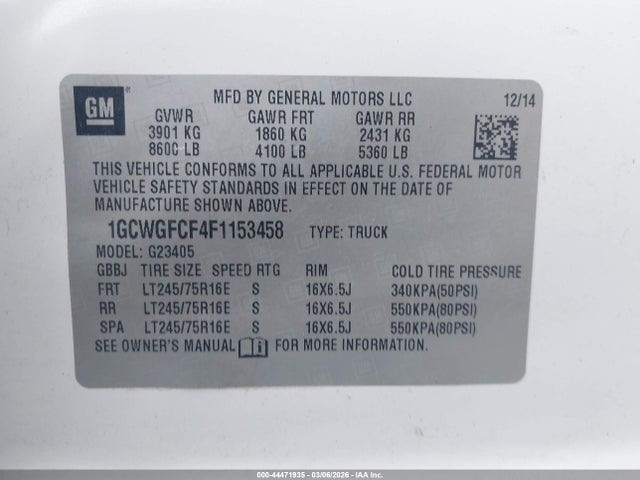 GM
MFD BY GENERAL MOTORS LLC 12/14
GVWR GAWR FRT GAWR RR
3901 KG 1860 KG 2431 KG
8600 LB 4100 LB 5360 LB
THIS VEHICLE CONFORMS TO ALL APPLICABLE U.S. FEDERAL MOTOR
VEHICLE SAFETY STANDARDS IN EFFECT ON THE DATE OF
MANUFACTURE SHOWN ABOVE.
1GCWGFCF4F1153458 TYPE: TRUCK
MODEL: G23405
GBBJ TIRE SIZE SPEED RTG RIM COLD TIRE PRESSURE
FRT LT245/75R16E S 16X6.5J 340KPA(50PSI)
RR LT245/75R16E S 16X6.5J 550KPA(80PSI)
SPA LT245/75R16E S 16X6.5J 550KPA(80PSI)
SEE OWNER'S MANUAL FOR MORE INFORMATION.
000-44471935 - 03/06/2026 - IAA Inc.